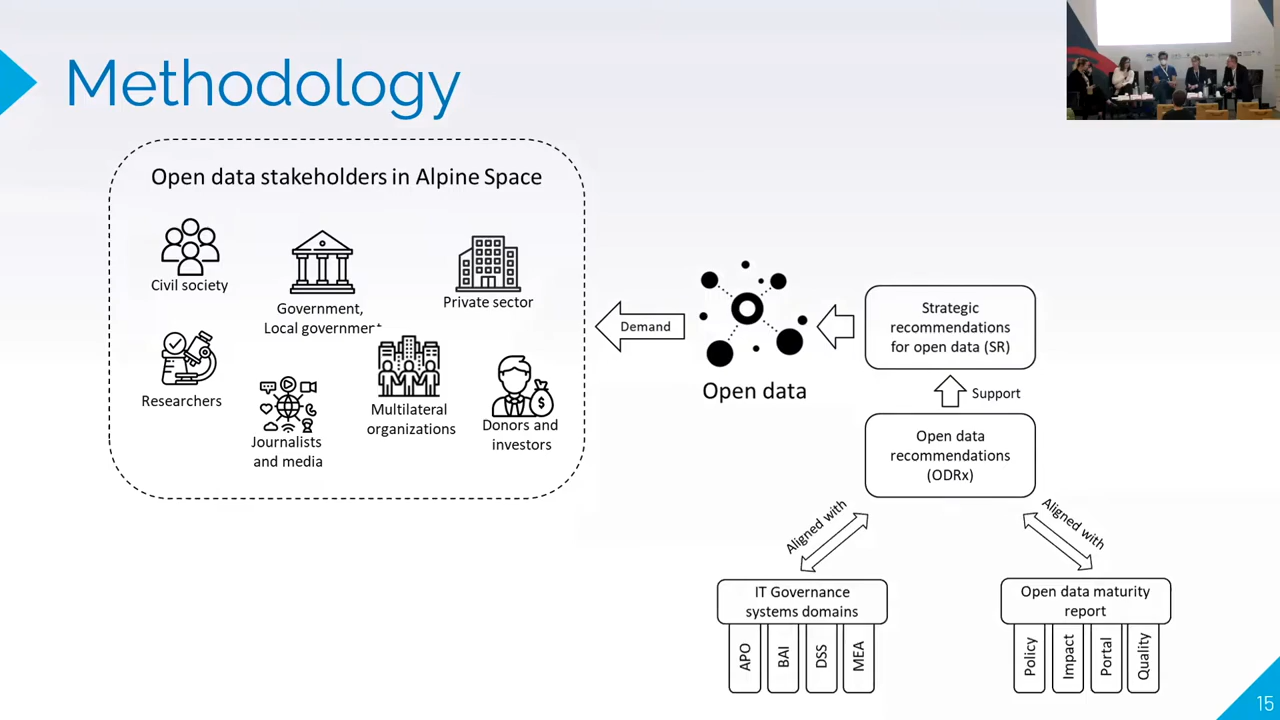 Methodology
Open data stakeholders in Alpine Space
Civil society
Government,
Local government
Private sector
Researchers
Journalists
and media
Multilateral
organizations
Donors and
investors
Demand
Open data
Strategic
recommendations
for open data (SR)
Support
Open data
recommendations
(ODRx)
Aligned with
Aligned with
IT Governance
systems domains
APO
BAI
DSS
MEA
Open data maturity
report
Policy
Impact
Portal
Quality
15